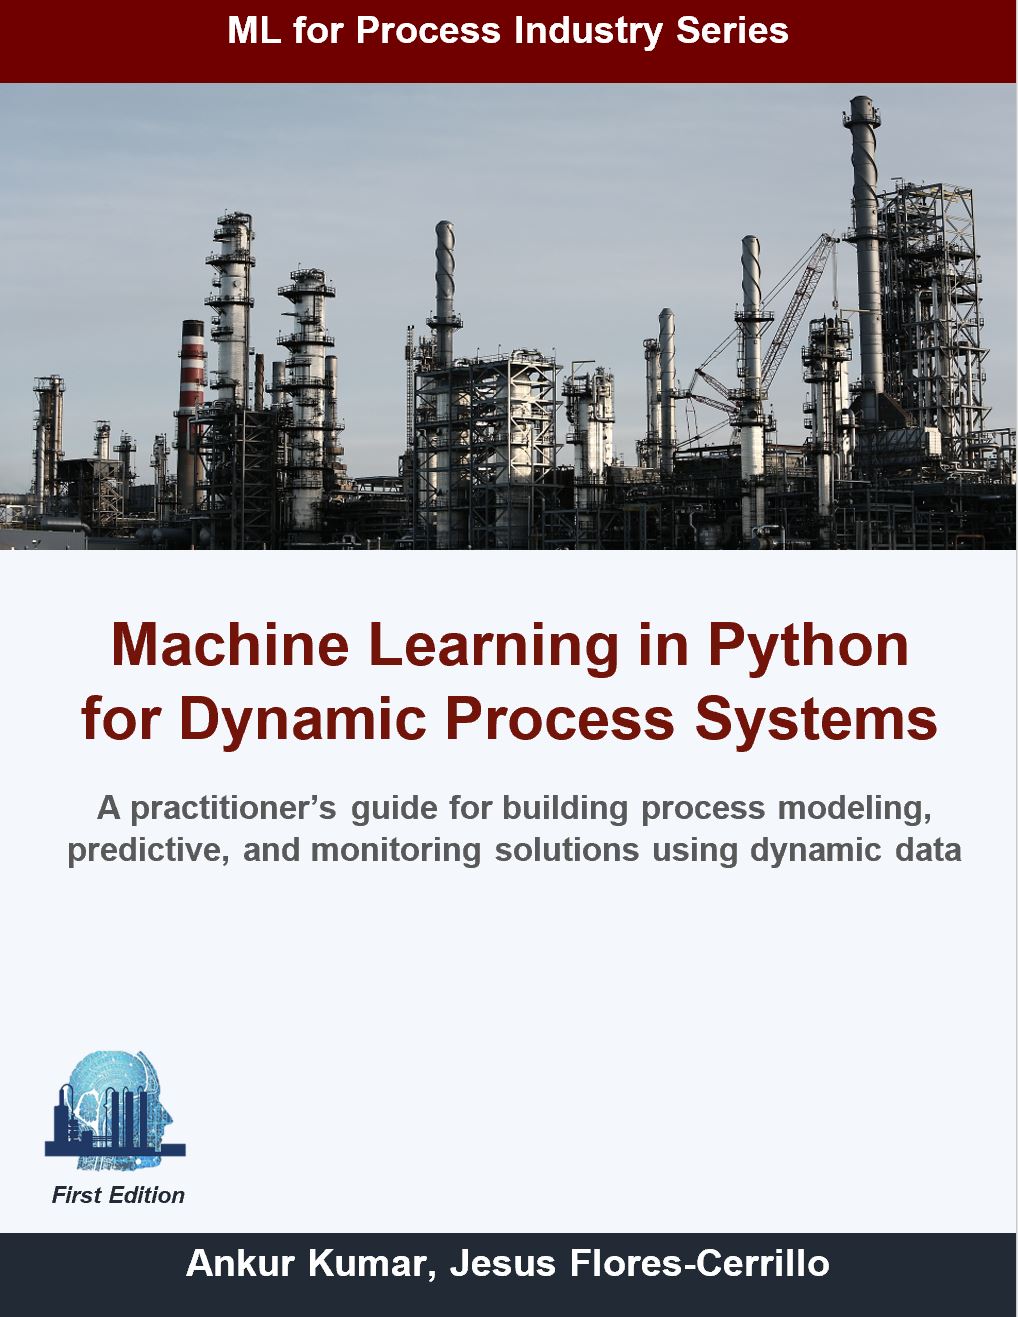 ML for Process Industry Series
Machine Learning in Python
for Dynamic Process Systems
A practitioner’s guide for building process modeling,
predictive, and monitoring solutions using dynamic data
First Edition
Ankur Kumar, Jesus Flores-Cerrillo